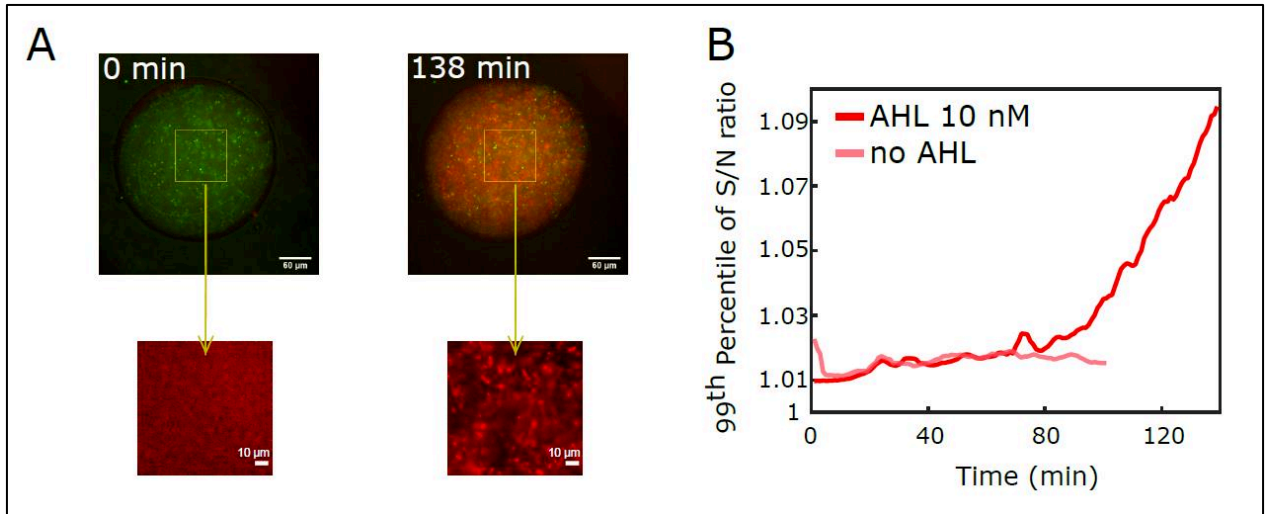 A
0 min
138 min
60 µm
60 µm
10 µm
10 µm
B
99th Percentile of S/N ratio
1.09
1.07
1.05
1.03
1.01
1
0
40
80
120
Time (min)
AHL 10 nM
no AHL